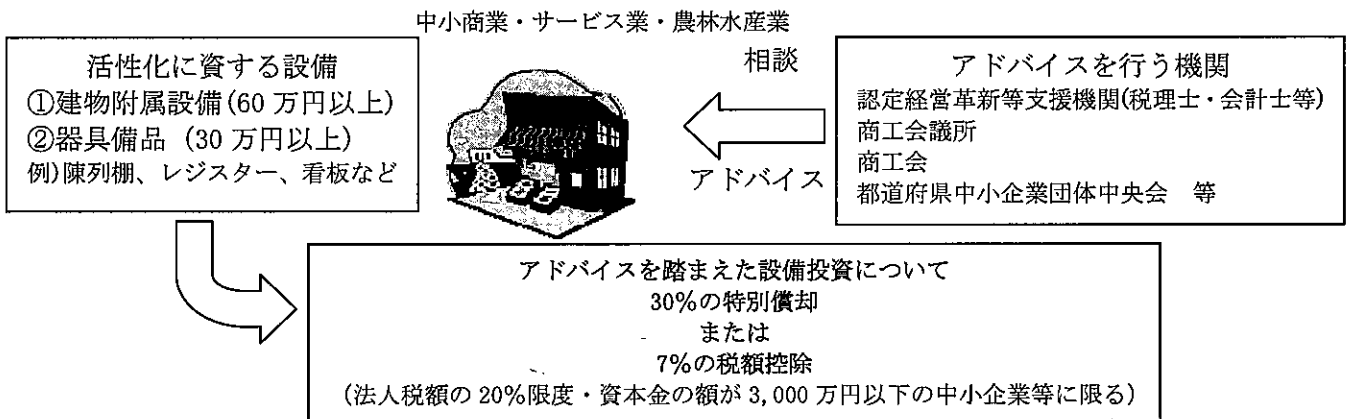 中小商業・サービス業・農林水産業
活性化に資する設備
①建物附属設備(60万円以上)
②器具備品（30万円以上)
例)陳列棚、レジスター、看板など
相談
アドバイス
アドバイスを行う機関
認定経営革新等支援機関(税理士・会計士等)
商工会議所
商工会
都道府県中小企業団体中央会　等
アドバイスを踏まえた設備投資について
30％の特別償却
または
7％の税額控除
(法人税額の20％限度・資本金の額が3,000万円以下の中小企業等に限る)